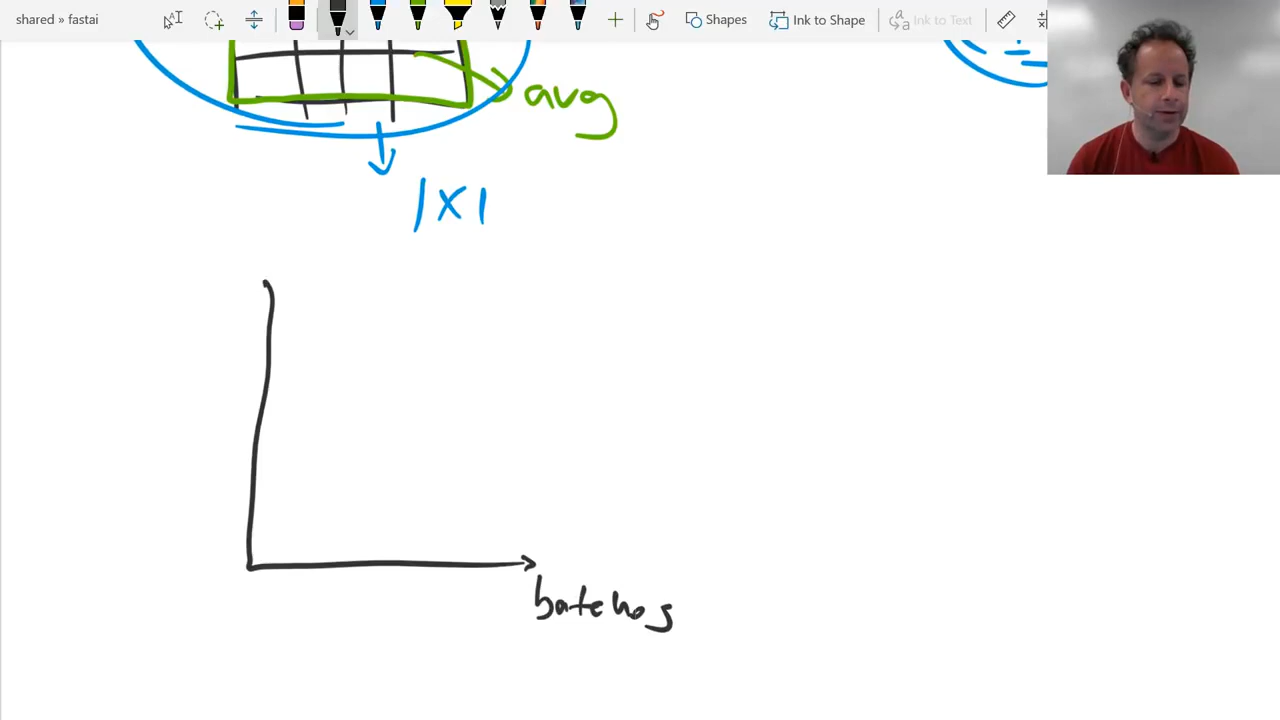 shared » fastai
Shapes
Ink to Shape
Ink to Text
avg
1x1
batches